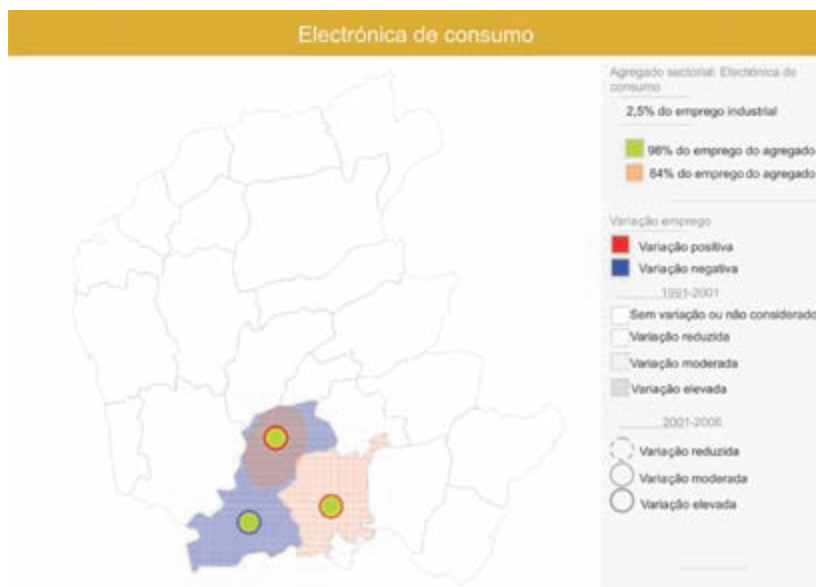 Electrónica de consumo
Agregado sectorial: Electrónica de
consumo
2,5% do emprego industrial
98% do emprego do agregado
84% do emprego do agregado
Variação emprego
Variação positiva
Variação negativa
1991-2001
Sem variação ou não considerado
Variação reduzida
Variação moderada
Variação elevada
2001-2006
Variação reduzida
Variação moderada
Variação elevada